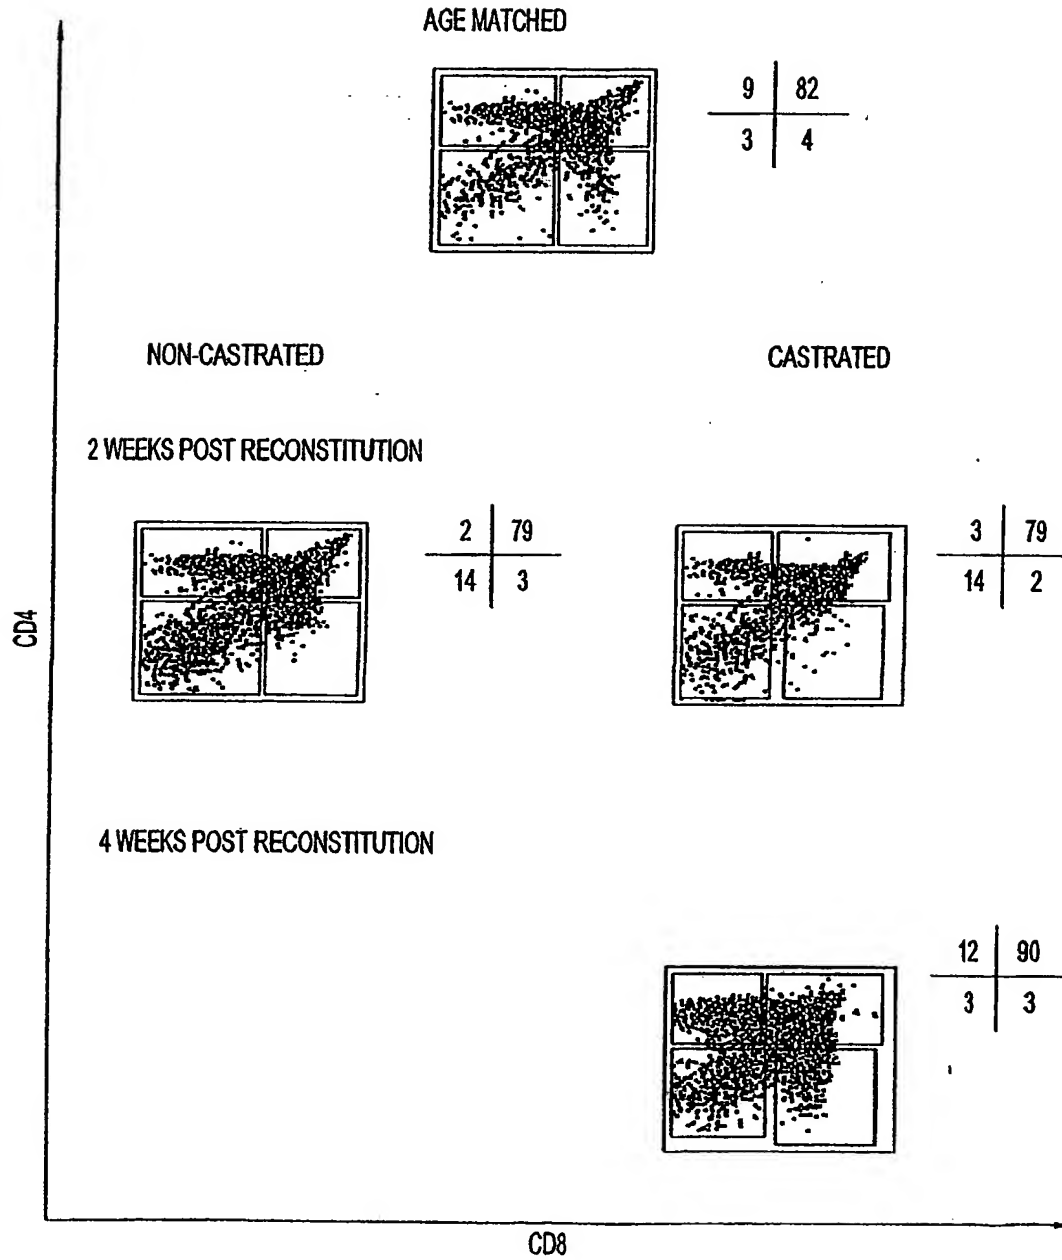 AGE MATCHED
9 82
3 4
NON-CASTRATED
CASTRATED
2 WEEKS POST RECONSTITUTION
2 79
14 3
3 79
14 2
CD4
4 WEEKS POST RECONSTITUTION
12 90
3 3
CD8